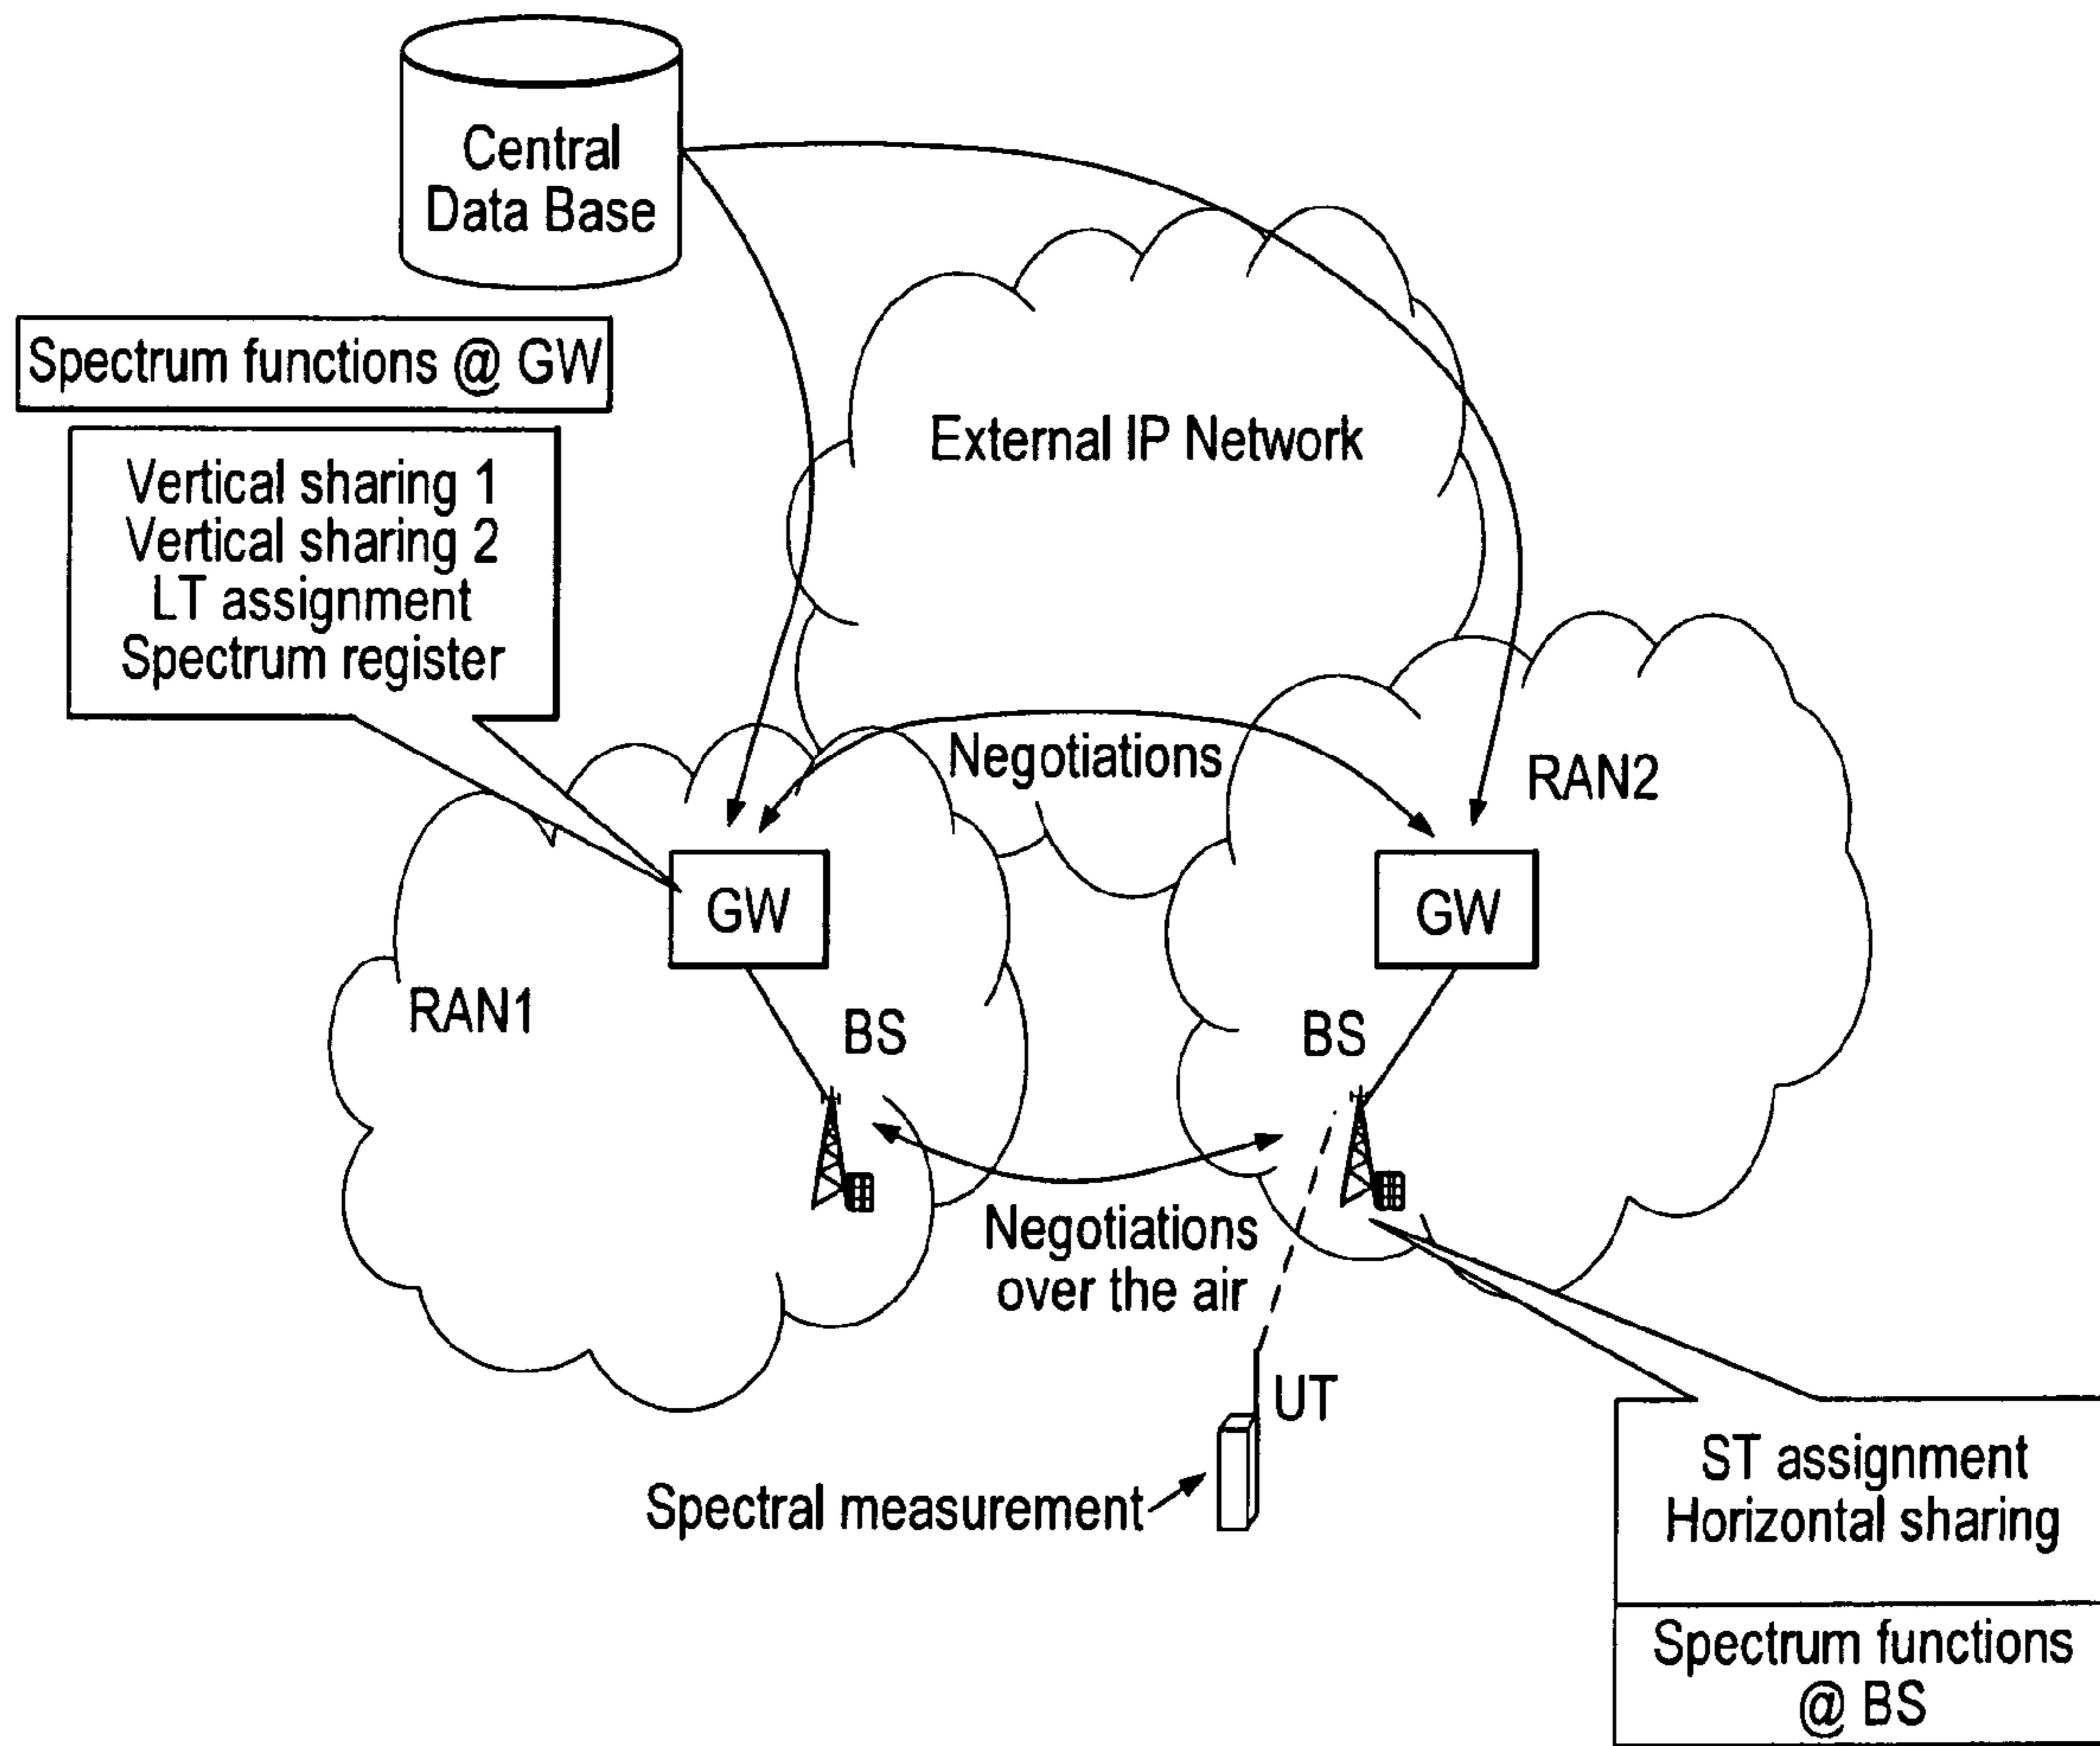 Central
Data Base
Spectrum functions @ GW
Vertical sharing 1
Vertical sharing 2
LT assignment
Spectrum register
External IP Network
Negotiations
RAN2
GW
GW
RAN1
BS
BS
Negotiations
over the air
UT
Spectral measurement
ST assignment
Horizontal sharing
Spectrum functions
@ BS